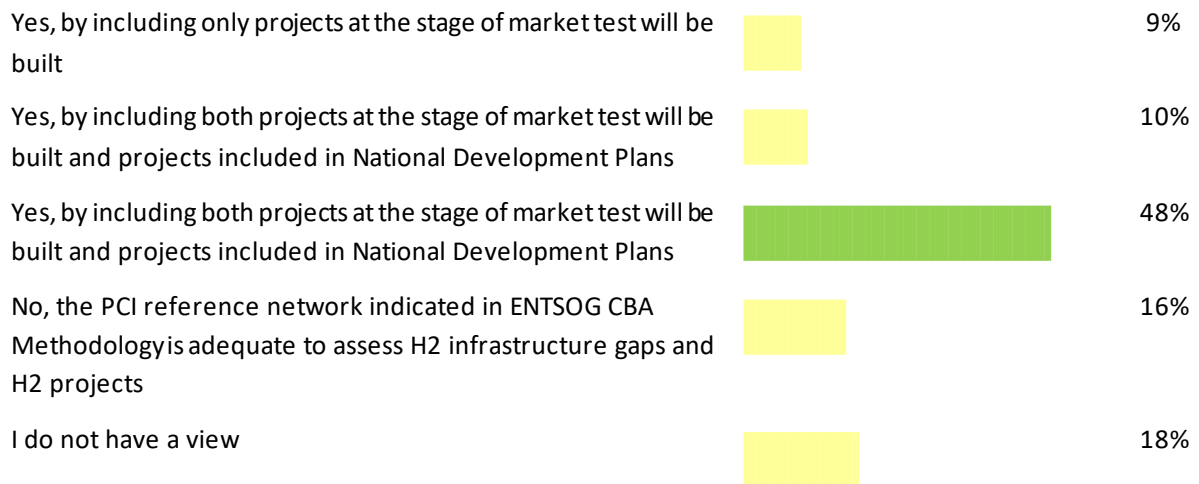 Yes, by including only projects at the stage of market test will be
built
9%
Yes, by including both projects at the stage of market test will be
built and projects included in National Development Plans
10%
Yes, by including both projects at the stage of market test will be
built and projects included in National Development Plans
48%
No, the PCI reference network indicated in ENTSOG CBA
Methodology is adequate to assess H2 infrastructure gaps and
H2 projects
16%
I do not have a view
18%